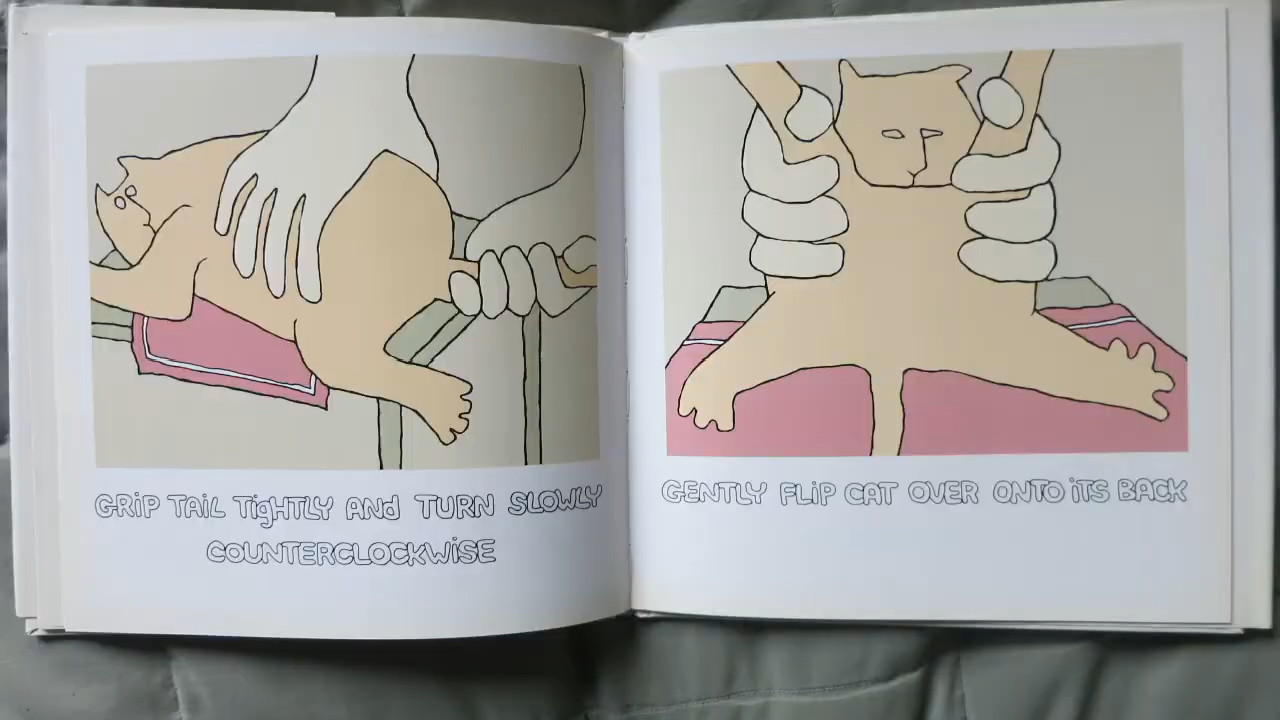 GRiP TAiL TigHTLY ANd TURN SLOWLY
COUNTERCLOCKWiSE
GENTLY FLiP CAT OVER ONTO iTS BACK